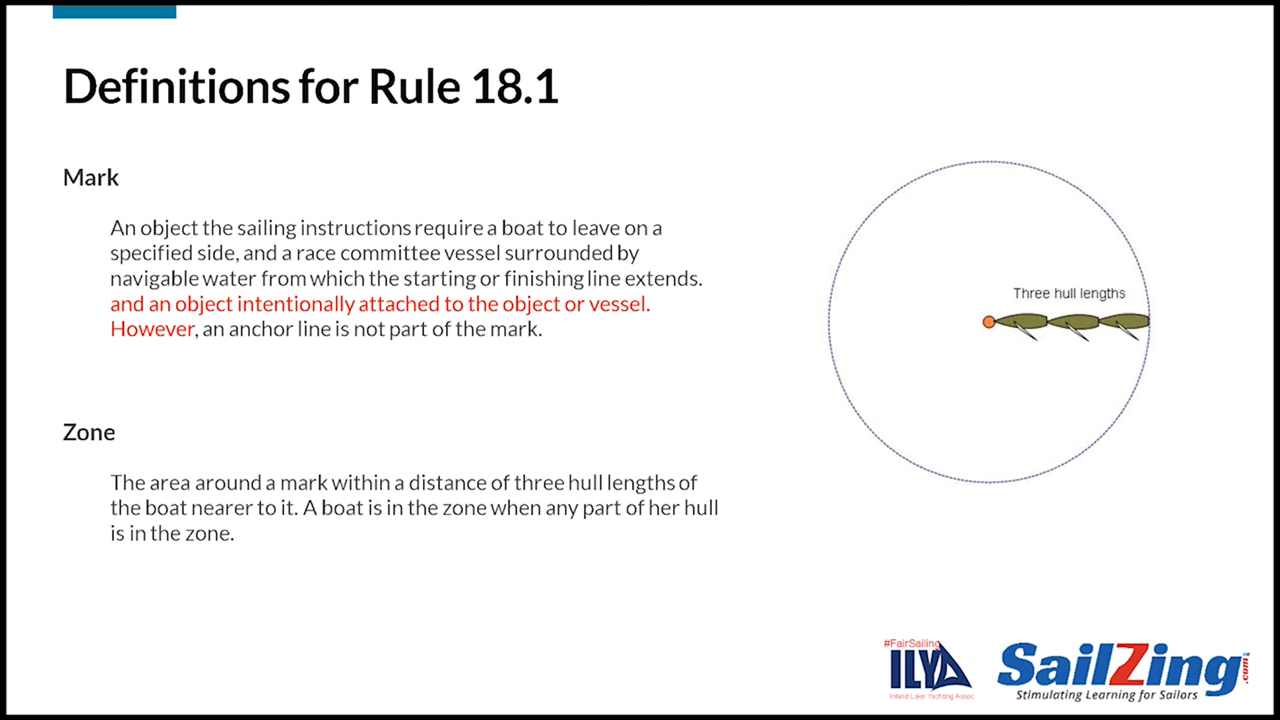 Definitions for Rule 18.1
Mark
An object the sailing instructions require a boat to leave on a
specified side, and a race committee vessel surrounded by
navigable water from which the starting or finishing line extends.
and an object intentionally attached to the object or vessel.
However, an anchor line is not part of the mark.
Three hull lengths
Zone
The area around a mark within a distance of three hull lengths of
the boat nearer to it. A boat is in the zone when any part of her hull
is in the zone.
#FairSailing
ILYA
Inland Lake Yachting Assoc.
SailZing.com
Stimulating Learning for Sailors